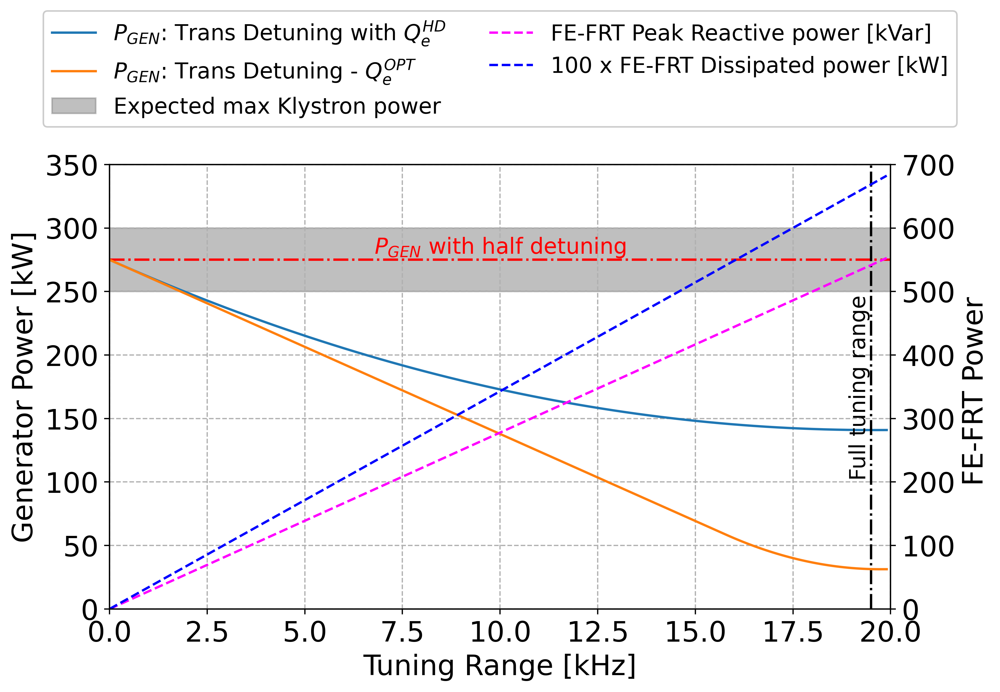 P_GEN: Trans Detuning with Q_e^HD
P_GEN: Trans Detuning - Q_e^OPT
Expected max Klystron power
FE-FRT Peak Reactive power [kVar]
100 x FE-FRT Dissipated power [kW]
350
300
250
200
150
100
50
0
Generator Power [kW]
P_GEN with half detuning
Full tuning range
700
600
500
400
300
200
100
0
FE-FRT Power
0.0 2.5 5.0 7.5 10.0 12.5 15.0 17.5 20.0
Tuning Range [kHz]